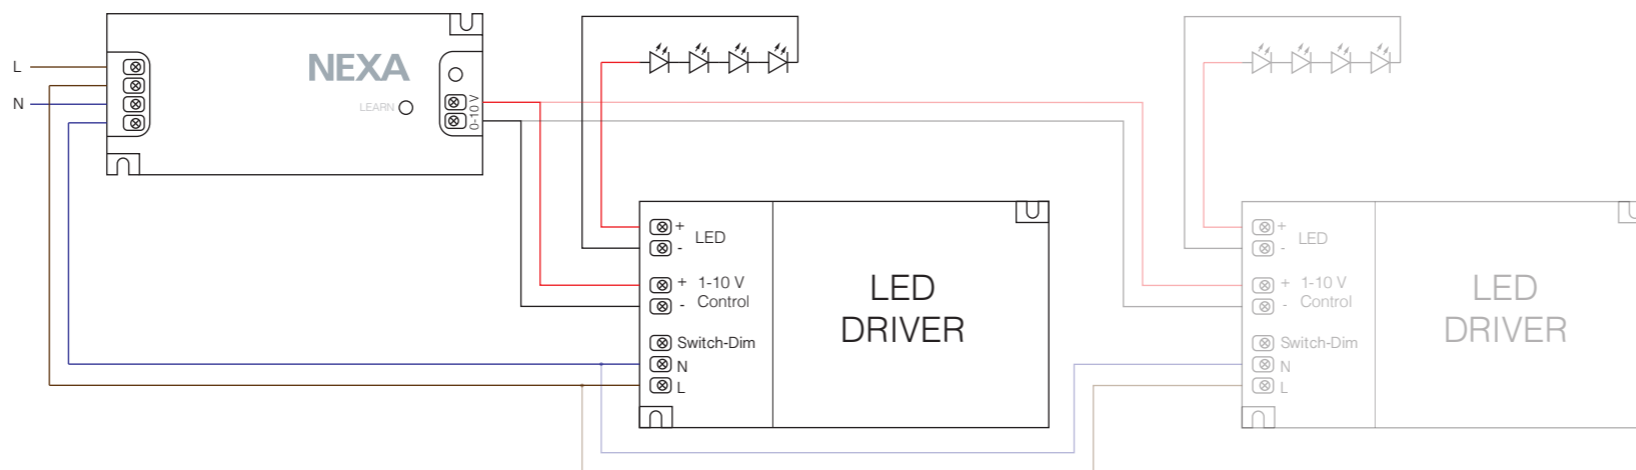 L
N
NEXA
LEARN
0-10 V
+
-
LED
+ 1-10 V
- Control
Switch-Dim
N
L
LED
DRIVER
+
-
LED
+ 1-10 V
- Control
Switch-Dim
N
L
LED
DRIVER